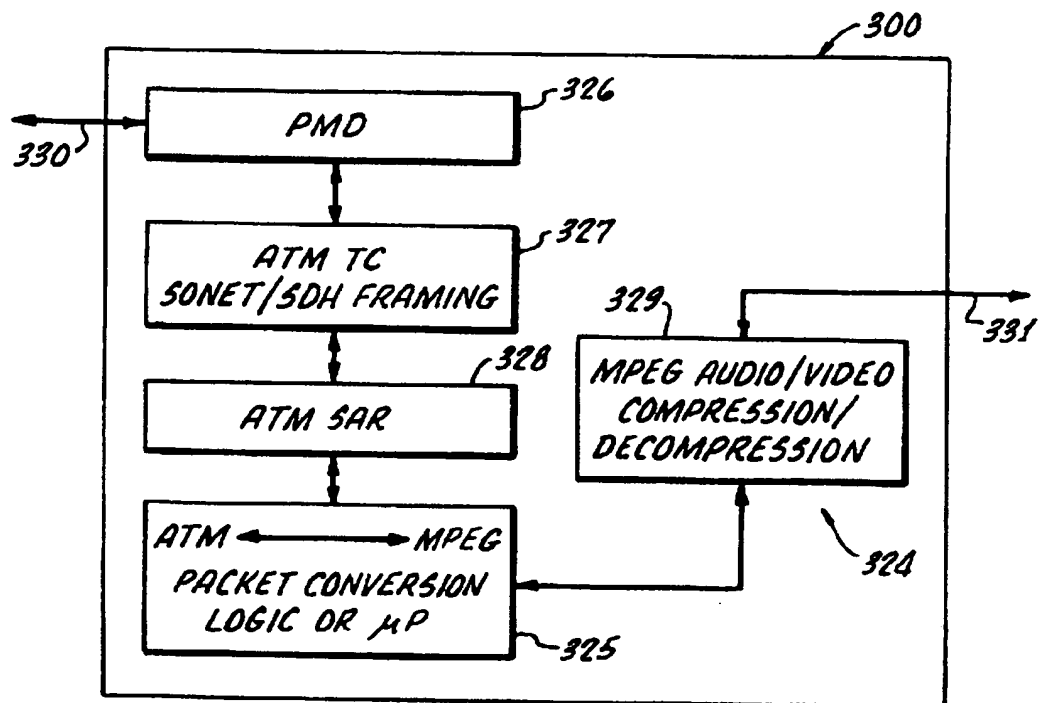 300
326
PMD
330
327
ATM TC
SONET/SDH FRAMING
329
331
328
MPEG AUDIO/VIDEO
COMPRESSION/
DECOMPRESSION
ATM SAR
ATM MPEG
PACKET CONVERSION
LOGIC OR μP
324
325